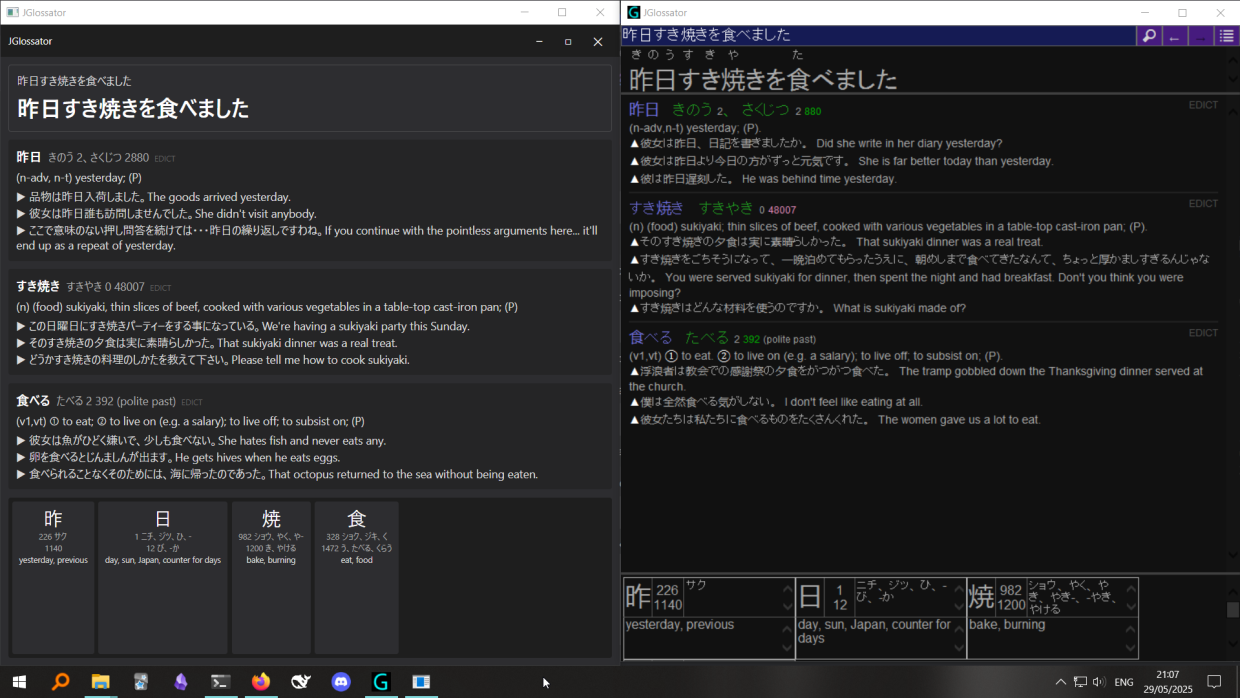 JGlossator
JGlossator
昨日すき焼きを食べました
昨日すき焼きを食べました
昨日 きのう 2、さくじつ 2880 EDICT
(n-adv, n-t) yesterday; (P)
▶ 品物は昨日入荷しました。The goods arrived yesterday.
▶ 彼女は昨日誰も訪問しませんでした。She didn't visit anybody.
▶ ここで意味のない押し問答を続けては・・・昨日の繰り返しですわね。If you continue with the pointless arguments here... it'll
end up as a repeat of yesterday.
すき焼き すきやき 0 48007 EDICT
(n) (food) sukiyaki, thin slices of beef, cooked with various vegetables in a table-top cast-iron pan; (P)
▶ この日曜日にすき焼きパーティーをする事になっている。We're having a sukiyaki party this Sunday.
▶ そのすき焼きの夕食は実に素晴らしかった。That sukiyaki dinner was a real treat.
▶ どうかすき焼きの料理のしかたを教えて下さい。Please tell me how to cook sukiyaki.
食べる たべる 2 392 (polite past) EDICT
(v1,vt) ① to eat; ② to live on (e.g. a salary); to live off; to subsist on; (P)
▶ 彼女は魚がひどく嫌いで、少しも食べない。She hates fish and never eats any.
▶ 卵を食べるとじんましんが出ます。He gets hives when he eats eggs.
▶ 食べられることなくそのためには、海に帰ったのであった。That octopus returned to the sea without being eaten.
昨
226 サク
1140
yesterday, previous
日
1 ニチ、ジツ、ひ、-
12 び、-か
day, sun, Japan, counter for days
焼
982 ショウ、やく、や-
1200 き、やける
bake, burning
食
328 ショク、ジキ、く
1472 う、たべる、くらう
eat, food
JGlossator
昨日すき焼きを食べました
きのうすきやた
昨日すき焼きを食べました
昨日 きのう 2、 さくじつ 2 880 EDICT
(n-adv,n-t) yesterday; (P).
▲彼女は昨日、日記を書きましたか。 Did she write in her diary yesterday?
▲彼女は昨日より今日の方がずっと元気です。 She is far better today than yesterday.
▲彼は昨日遅刻した。 He was behind time yesterday.
すき焼き すきやき 0 48007 EDICT
(n) (food) sukiyaki; thin slices of beef, cooked with various vegetables in a table-top cast-iron pan; (P).
▲そのすき焼きの夕食は実に素晴らしかった。 That sukiyaki dinner was a real treat.
▲すき焼きをごちそうになって、一晩泊めてもらったうえに、朝めしまで食べてきたなんて、ちょっと厚かましすぎるんじゃな
いか。 You were served sukiyaki for dinner, then spent the night and had breakfast. Don't you think you were
imposing?
▲すき焼きはどんな材料を使うのですか。 What is sukiyaki made of?
食べる たべる 2 392 (polite past) EDICT
(v1,vt) ① to eat. ② to live on (e.g. a salary); to live off; to subsist on; (P).
▲浮浪者は教会での感謝祭の夕食をがつがつ食べた。 The tramp gobbled down the Thanksgiving dinner served at
the church.
▲僕は全然食べる気がしない。 I don't feel like eating at all.
▲彼女たちは私たちに食べるものをたくさんくれた。 The women gave us a lot to eat.
昨
226
1140
サク
yesterday, previous
日
1
12
ニチ、ジツ、ひ、-
び、-か
day, sun, Japan, counter for
days
焼
982
1200
ショウ、やく、や
き、やき-、-やき、
やける
bake, burning
ENG
21:07
29/05/2025